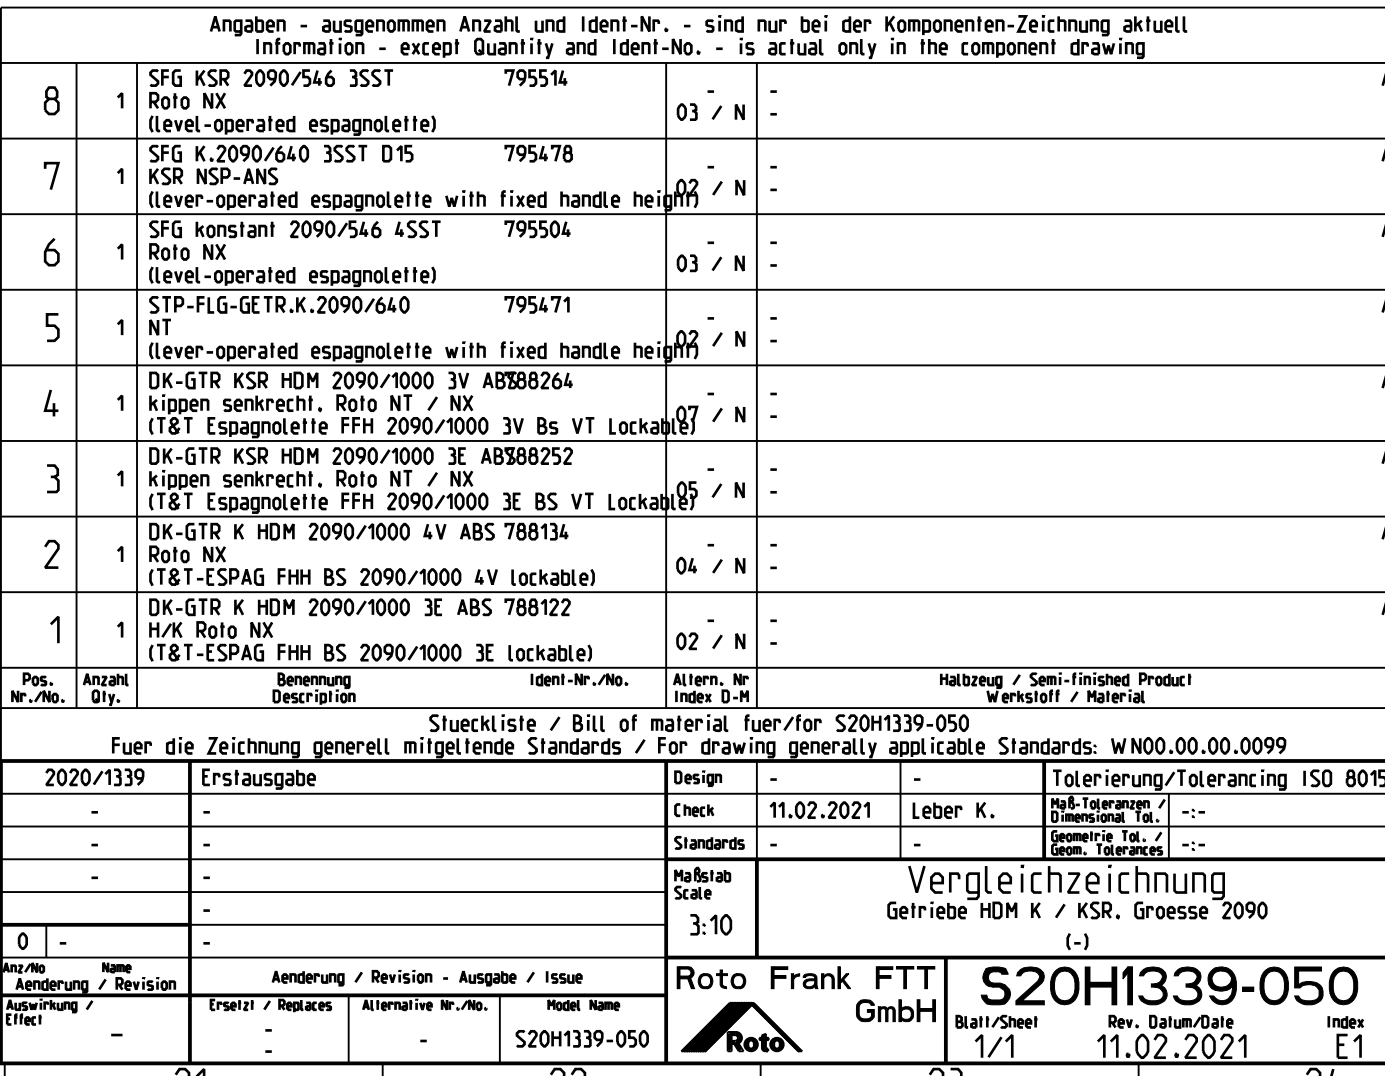 Angaben - ausgenommen Anzahl und Ident-Nr. - sind nur bei der Komponenten-Zeichnung aktuell
Information - except Quantity and Ident-No. - is actual only in the component drawing
8 1 SFG KSR 2090/546 3SST 795514
Roto NX
(level-operated espagnolette)
- -
03 / N -
7 1 SFG K.2090/640 3SST D15 795478
KSR NSP-ANS
(lever-operated espagnolette with fixed handle height)
- -
02 / N -
6 1 SFG konstant 2090/546 4SST 795504
Roto NX
(level-operated espagnolette)
- -
03 / N -
5 1 STP-FLG-GETR.K.2090/640 795471
NT
(lever-operated espagnolette with fixed handle height)
- -
02 / N -
4 1 DK-GTR KSR HDM 2090/1000 3V ABS 788264
kippen senkrecht, Roto NT / NX
(T&T Espagnolette FFH 2090/1000 3V Bs VT Lockable)
- -
07 / N -
3 1 DK-GTR KSR HDM 2090/1000 3E ABS 788252
kippen senkrecht, Roto NT / NX
(T&T Espagnolette FFH 2090/1000 3E BS VT Lockable)
- -
05 / N -
2 1 DK-GTR K HDM 2090/1000 4V ABS 788134
Roto NX
(T&T-ESPAG FHH BS 2090/1000 4V lockable)
- -
04 / N -
1 1 DK-GTR K HDM 2090/1000 3E ABS 788122
H/K Roto NX
(T&T-ESPAG FHH BS 2090/1000 3E lockable)
- -
02 / N -
Pos. Anzahl Benennung Ident-Nr./No. Altern. Nr Halbzeug / Semi-finished Product
Nr./No. Qty. Description Index D-M Werkstoff / Material
Stueckliste / Bill of material fuer/for S20H1339-050
Fuer die Zeichnung generell mitgeltende Standards / For drawing generally applicable Standards: WN00.00.00.0099
2020/1339 Erstausgabe
- -
- -
- -
-
0 - -
Anz/No Name
Aenderung / Revision
Aenderung / Revision - Ausgabe / Issue
Auswirkung /
Effect
-
Ersetzt / Replaces
-
-
Alternative Nr./No.
-
Model Name
S20H1339-050
Design - -
Check 11.02.2021 Leber K.
Standards - -
Tolerierung/Tolerancing ISO 8015
Maß-Toleranzen /
Dimensional Tol. -:-
Geometrie Tol. /
Geom. Tolerances -:-
Maßstab
Scale
3:10
Vergleichzeichnung
Getriebe HDM K / KSR, Groesse 2090
(-)
Roto Frank FTT
GmbH
Roto
S20H1339-050
Blatt/Sheet Rev. Datum/Date Index
1/1 11.02.2021 E1